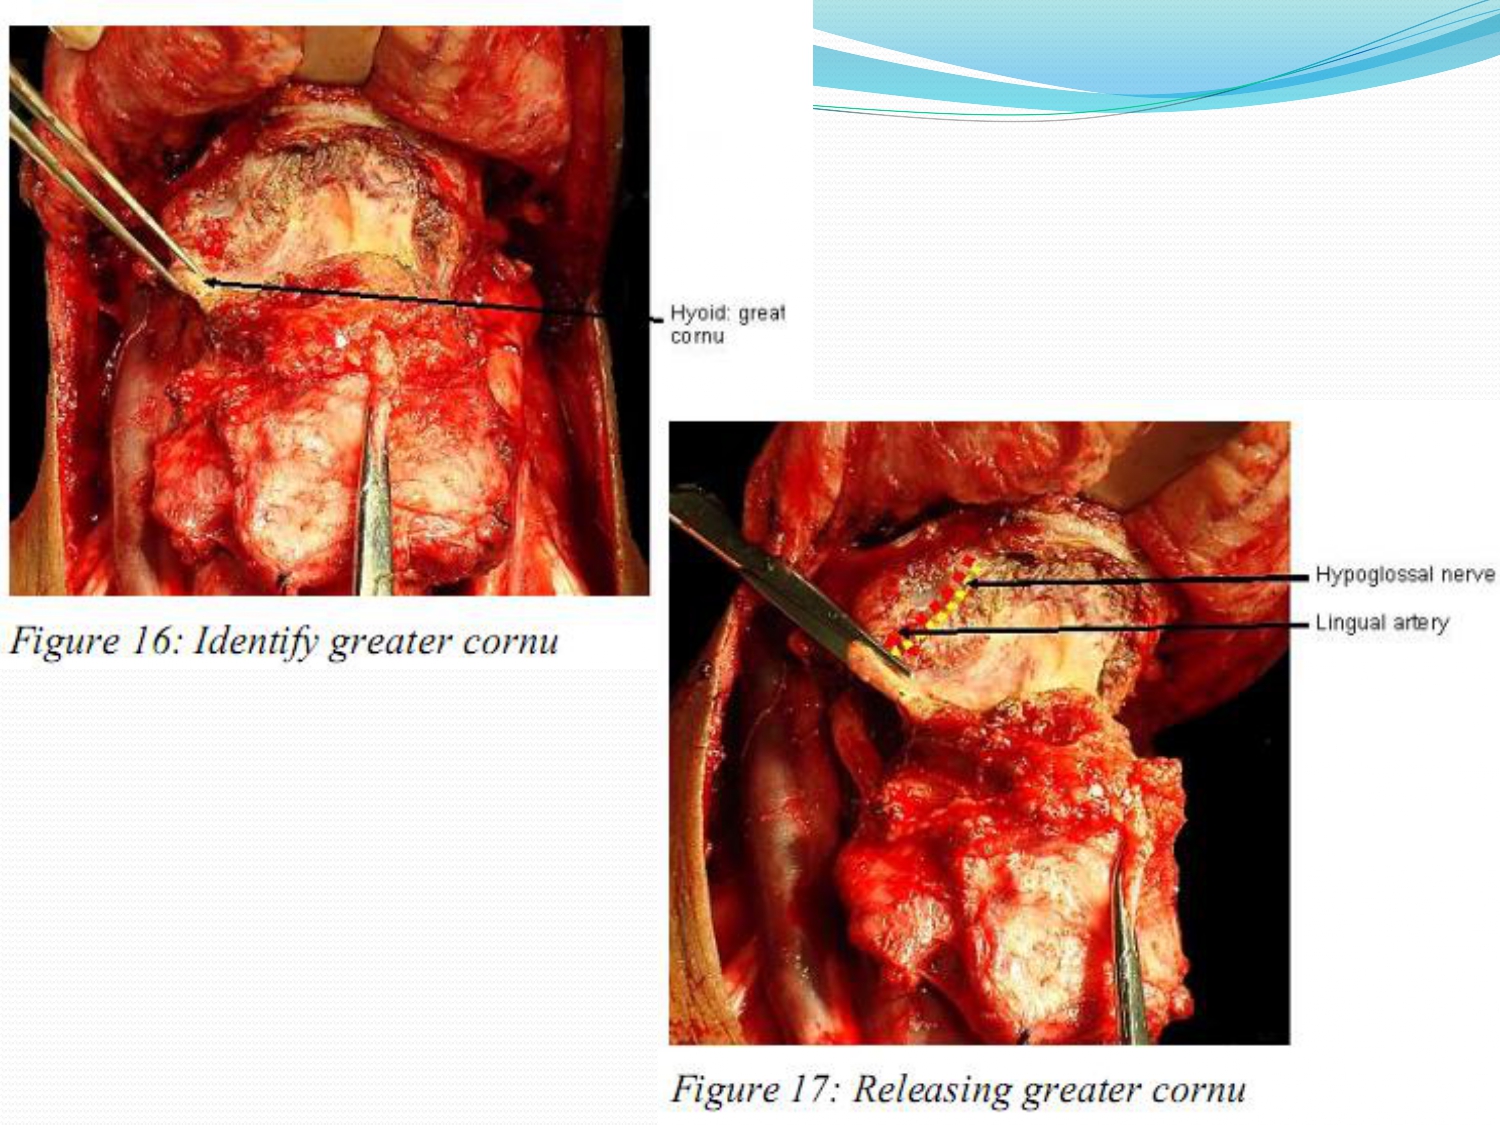 Hyoid: great
cornu
Figure 16: Identify greater cornu
Hypoglossal nerve
Lingual artery
Figure 17: Releasing greater cornu